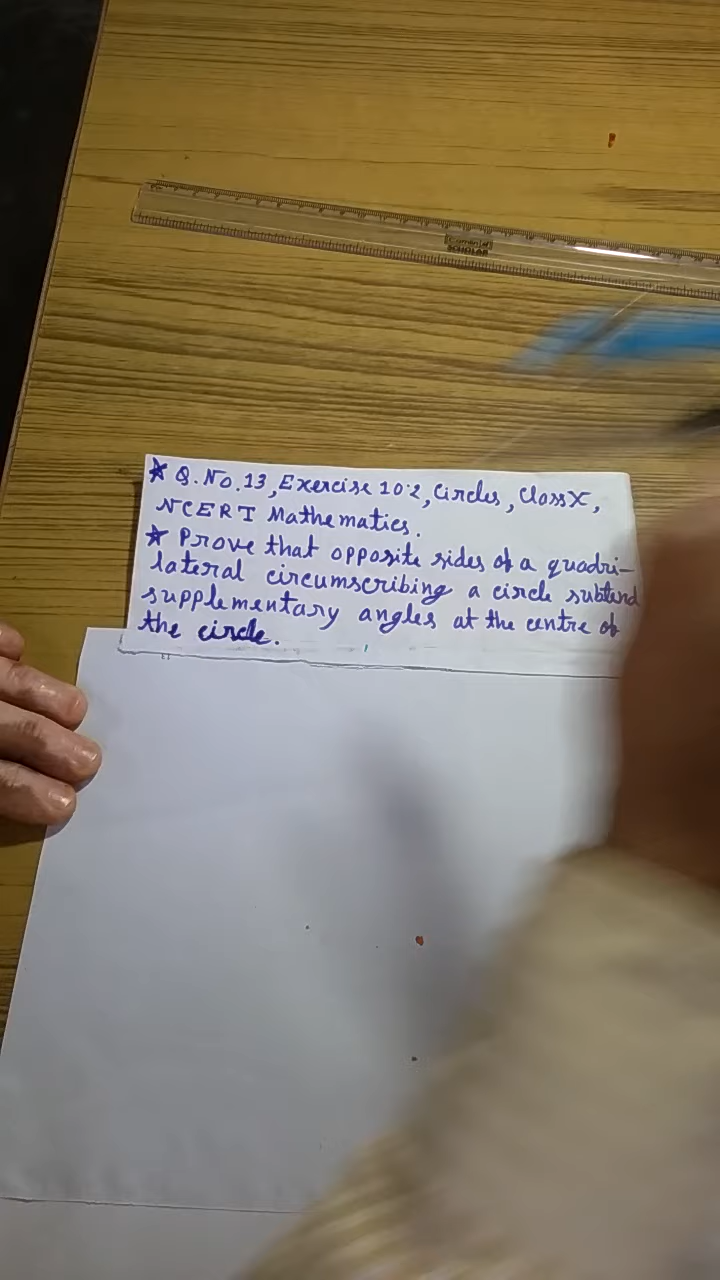 ★ Q. No. 13, Exercise 10.2, Circles, Class X,
NCERT Mathematics.
★ Prove that opposite sides of a quadri-
lateral circumscribing a circle subtend
supplementary angles at the centre of
the circle.
SCHOLAR